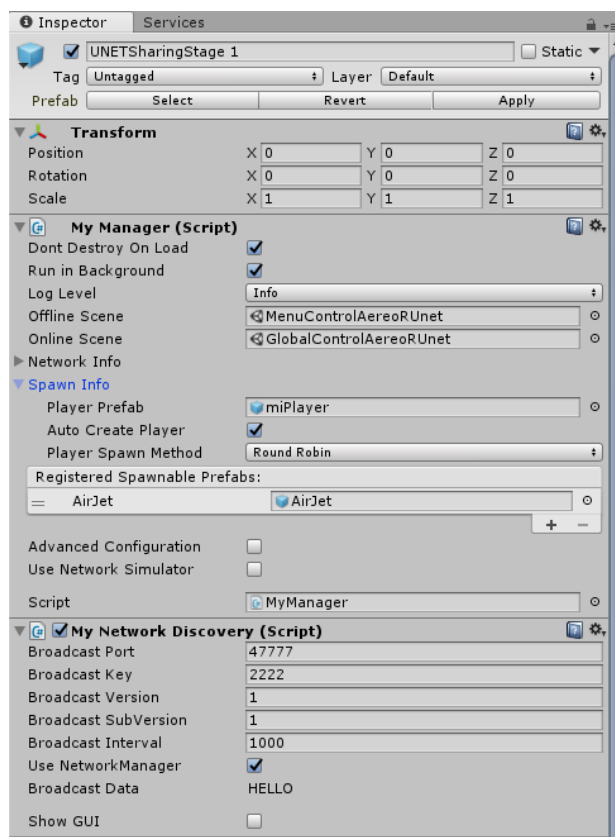 Inspector Services
UNETSharingStage 1 Static
Tag Untagged Layer Default
Prefab Select Revert Apply
Transform
Position X 0 Y 0 Z 0
Rotation X 0 Y 0 Z 0
Scale X 1 Y 1 Z 1
My Manager (Script)
Dont Destroy On Load
Run in Background
Log Level Info
Offline Scene MenuControlAereoRUnet
Online Scene GlobalControlAereoRUnet
Network Info
Spawn Info
Player Prefab miPlayer
Auto Create Player
Player Spawn Method Round Robin
Registered Spawnable Prefabs:
AirJet AirJet
+ −
Advanced Configuration
Use Network Simulator
Script MyManager
My Network Discovery (Script)
Broadcast Port 47777
Broadcast Key 2222
Broadcast Version 1
Broadcast SubVersion 1
Broadcast Interval 1000
Use NetworkManager
Broadcast Data HELLO
Show GUI